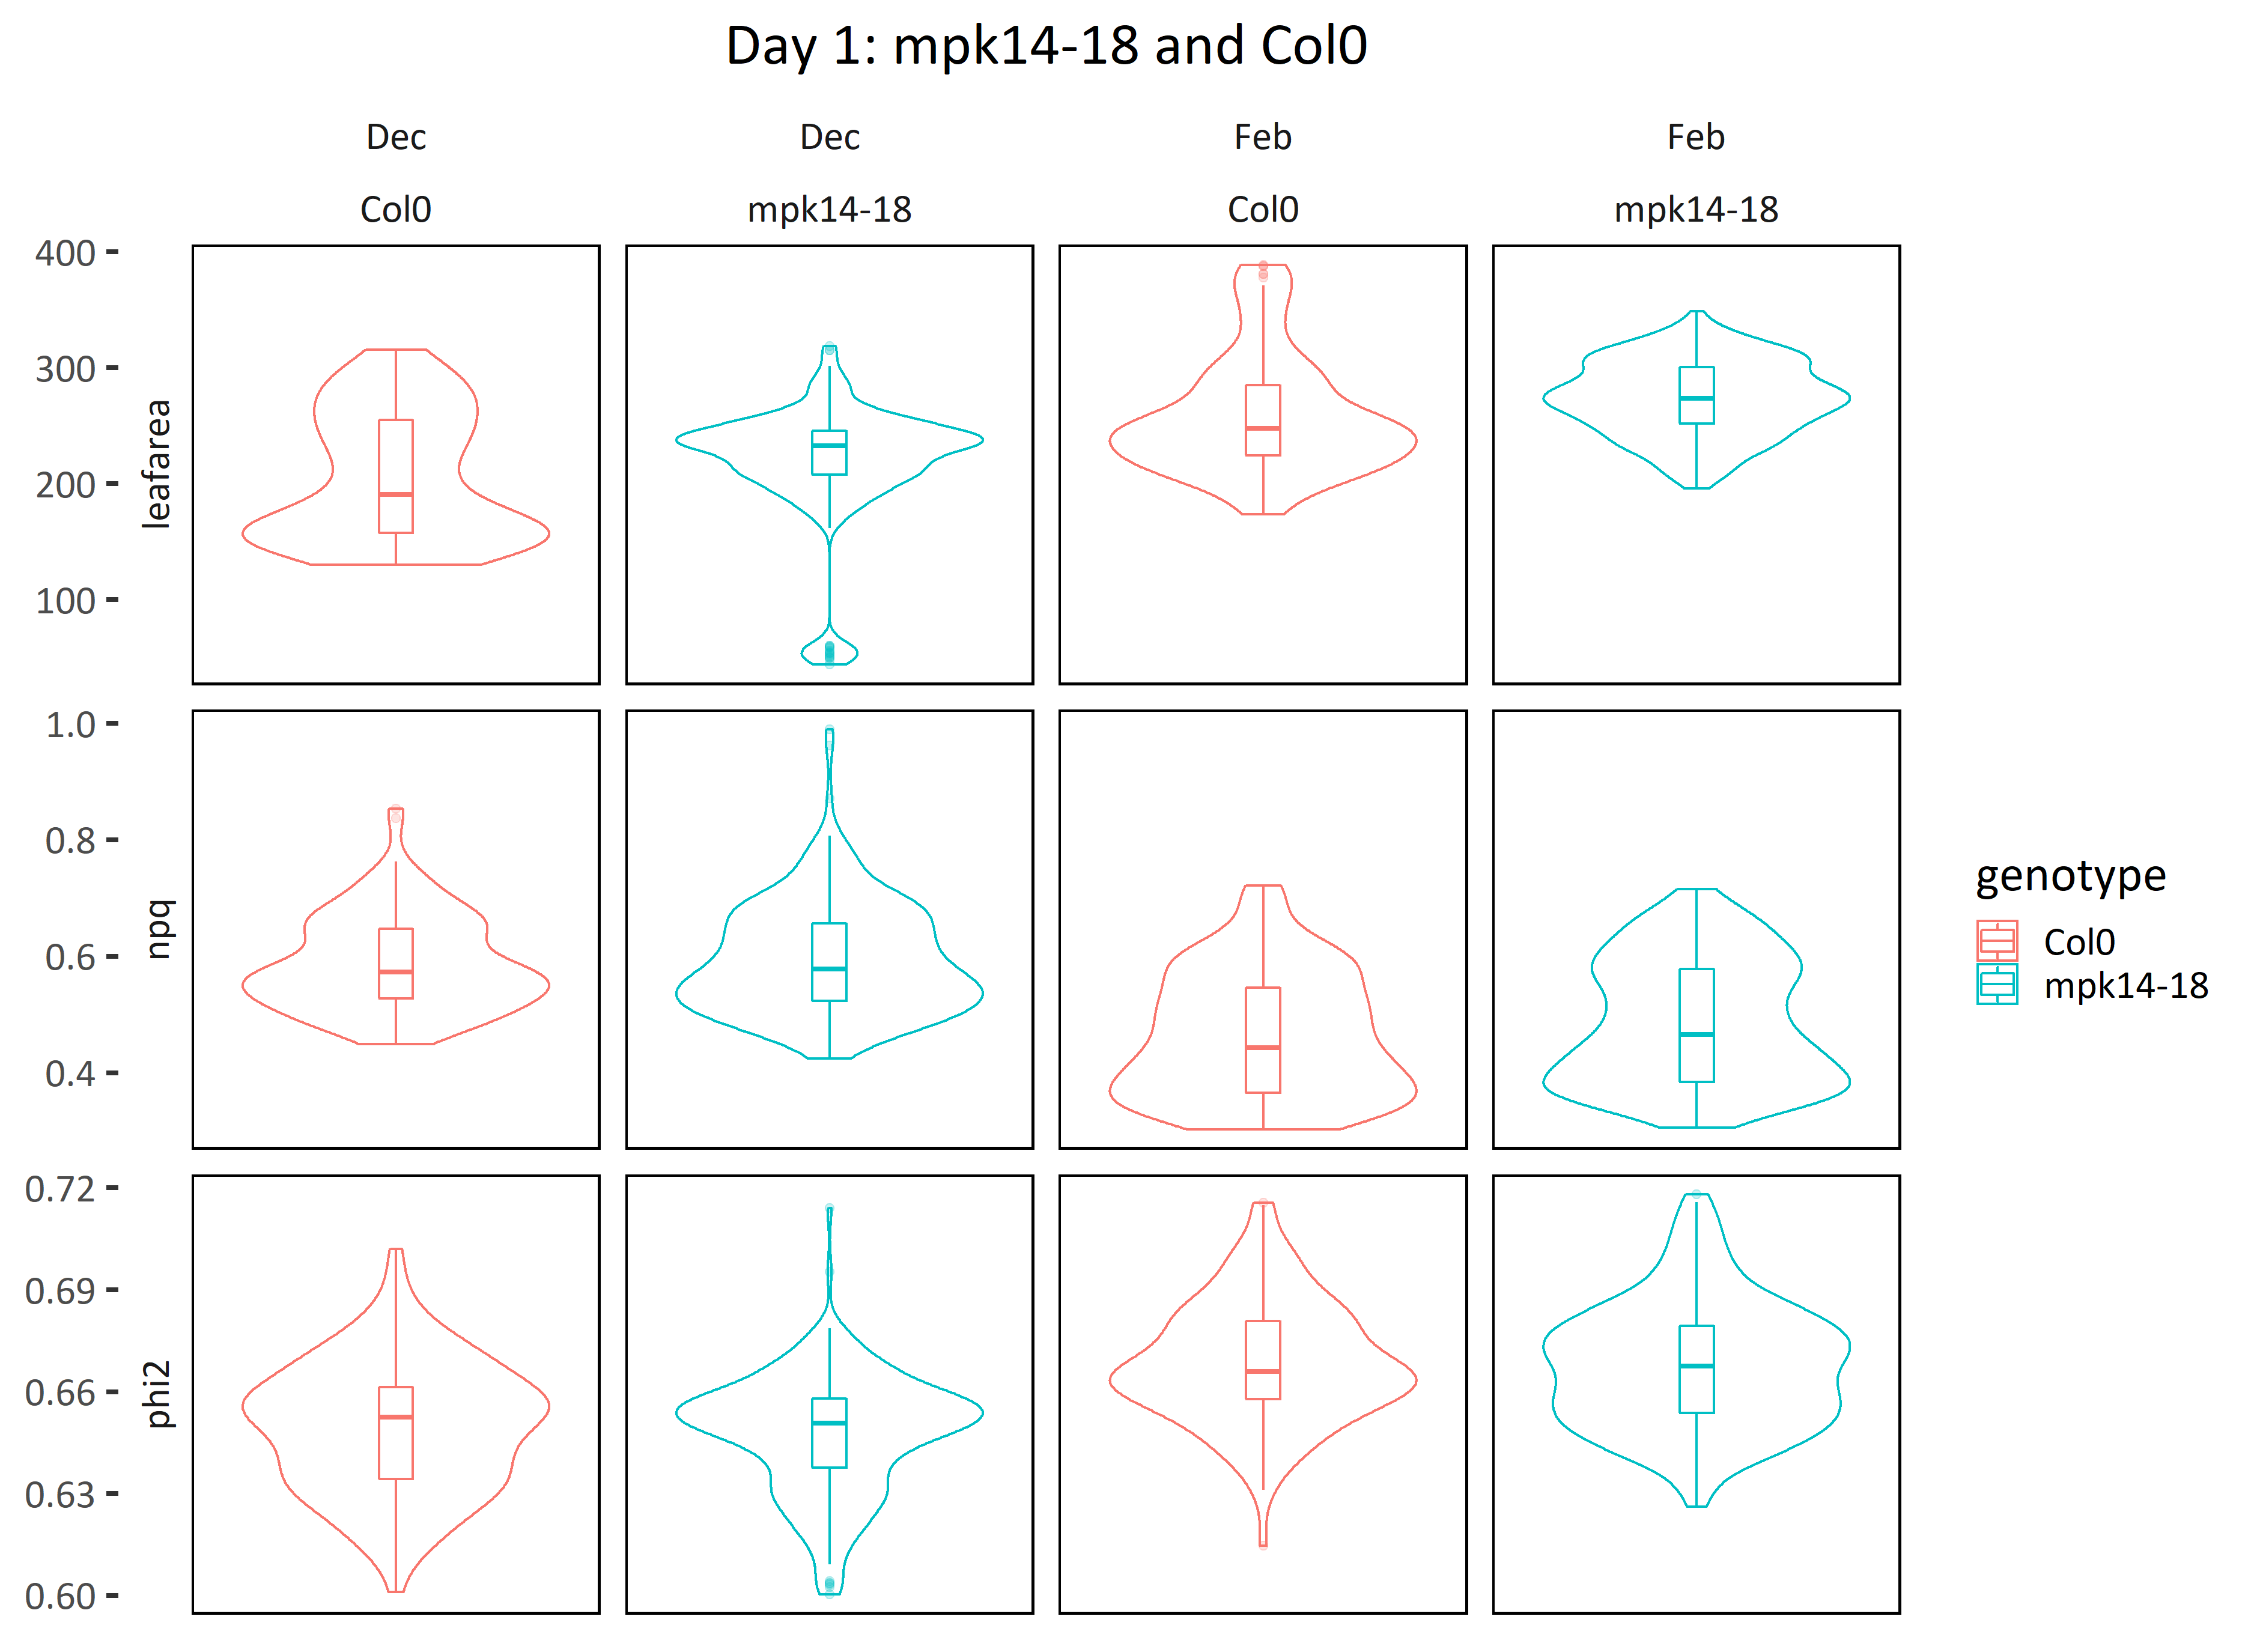 Day 1: mpk14-18 and Col0
Dec Dec Feb Feb
Col0 mpk14-18 Col0 mpk14-18
400
300
200
100
leafarea
1.0
0.8
0.6
0.4
npq
0.72
0.69
0.66
0.63
0.60
phi2
genotype
Col0
mpk14-18